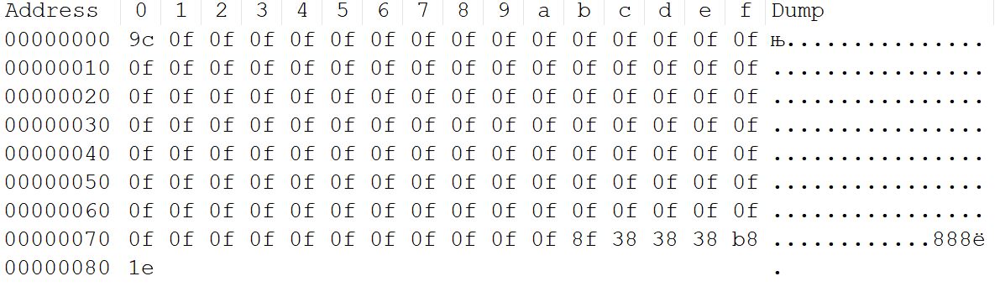 Address 0 1 2 3 4 5 6 7 8 9 a b c d e f Dump
00000000 9c 0f 0f 0f 0f 0f 0f 0f 0f 0f 0f 0f 0f 0f 0f 0f њ...............
00000010 0f 0f 0f 0f 0f 0f 0f 0f 0f 0f 0f 0f 0f 0f 0f 0f ................
00000020 0f 0f 0f 0f 0f 0f 0f 0f 0f 0f 0f 0f 0f 0f 0f 0f ................
00000030 0f 0f 0f 0f 0f 0f 0f 0f 0f 0f 0f 0f 0f 0f 0f 0f ................
00000040 0f 0f 0f 0f 0f 0f 0f 0f 0f 0f 0f 0f 0f 0f 0f 0f ................
00000050 0f 0f 0f 0f 0f 0f 0f 0f 0f 0f 0f 0f 0f 0f 0f 0f ................
00000060 0f 0f 0f 0f 0f 0f 0f 0f 0f 0f 0f 0f 0f 0f 0f 0f ................
00000070 0f 0f 0f 0f 0f 0f 0f 0f 0f 0f 0f 8f 38 38 38 b8 ............888ё
00000080 1e .